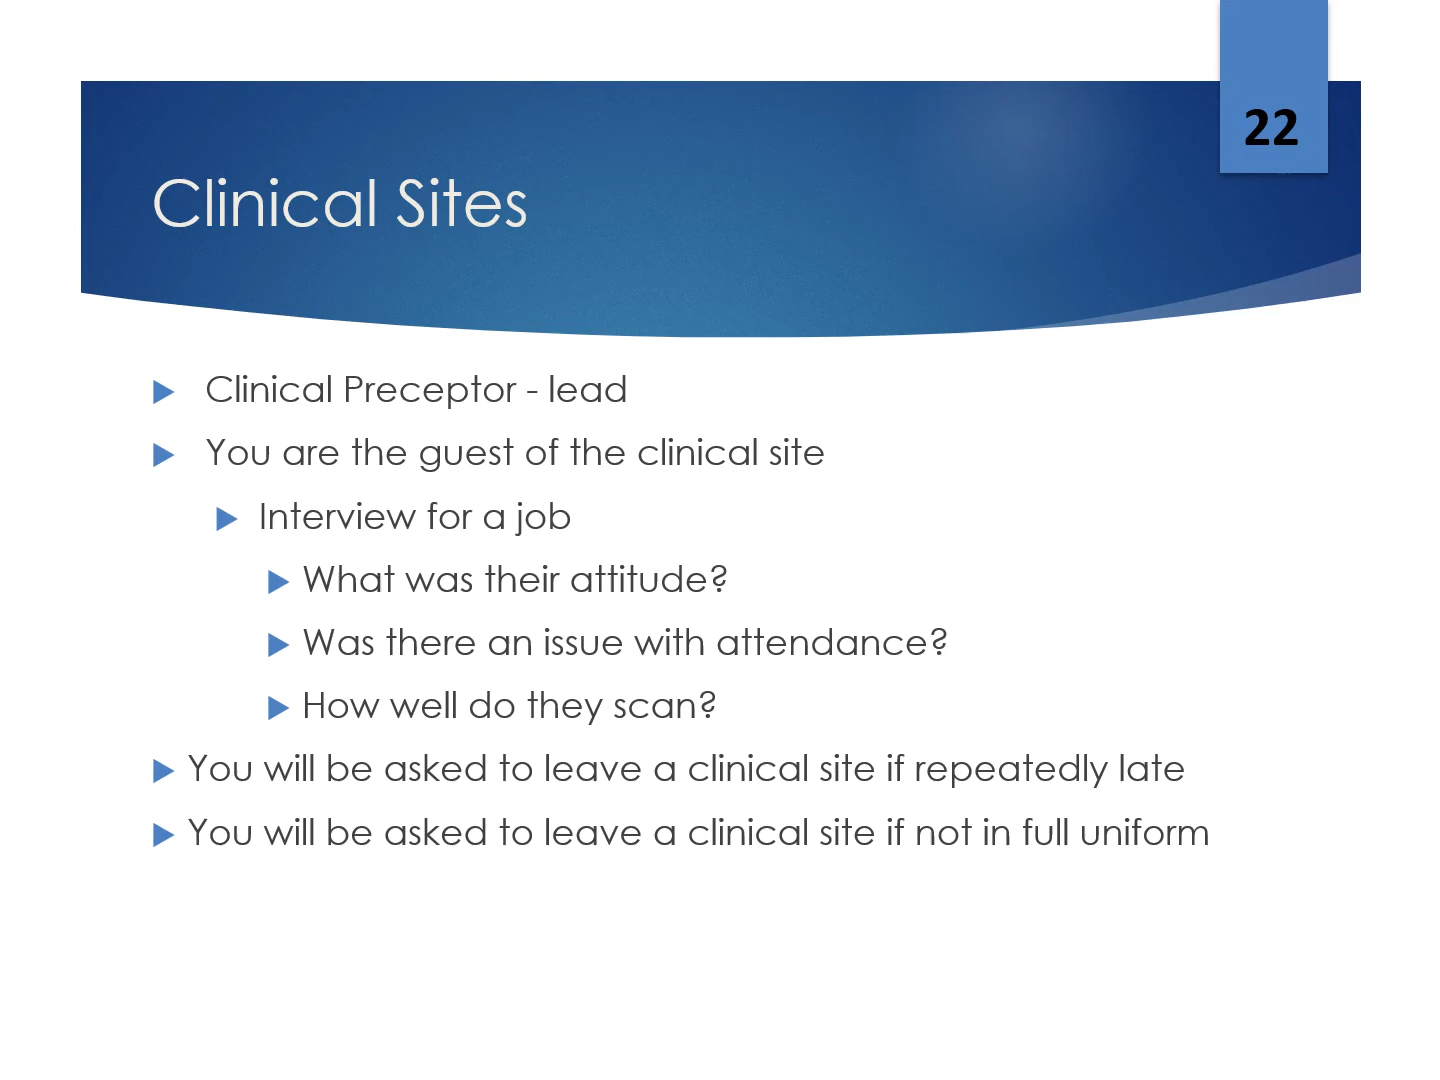 22
Clinical Sites
Clinical Preceptor - lead
You are the guest of the clinical site
Interview for a job
What was their attitude?
Was there an issue with attendance?
How well do they scan?
You will be asked to leave a clinical site if repeatedly late
You will be asked to leave a clinical site if not in full uniform